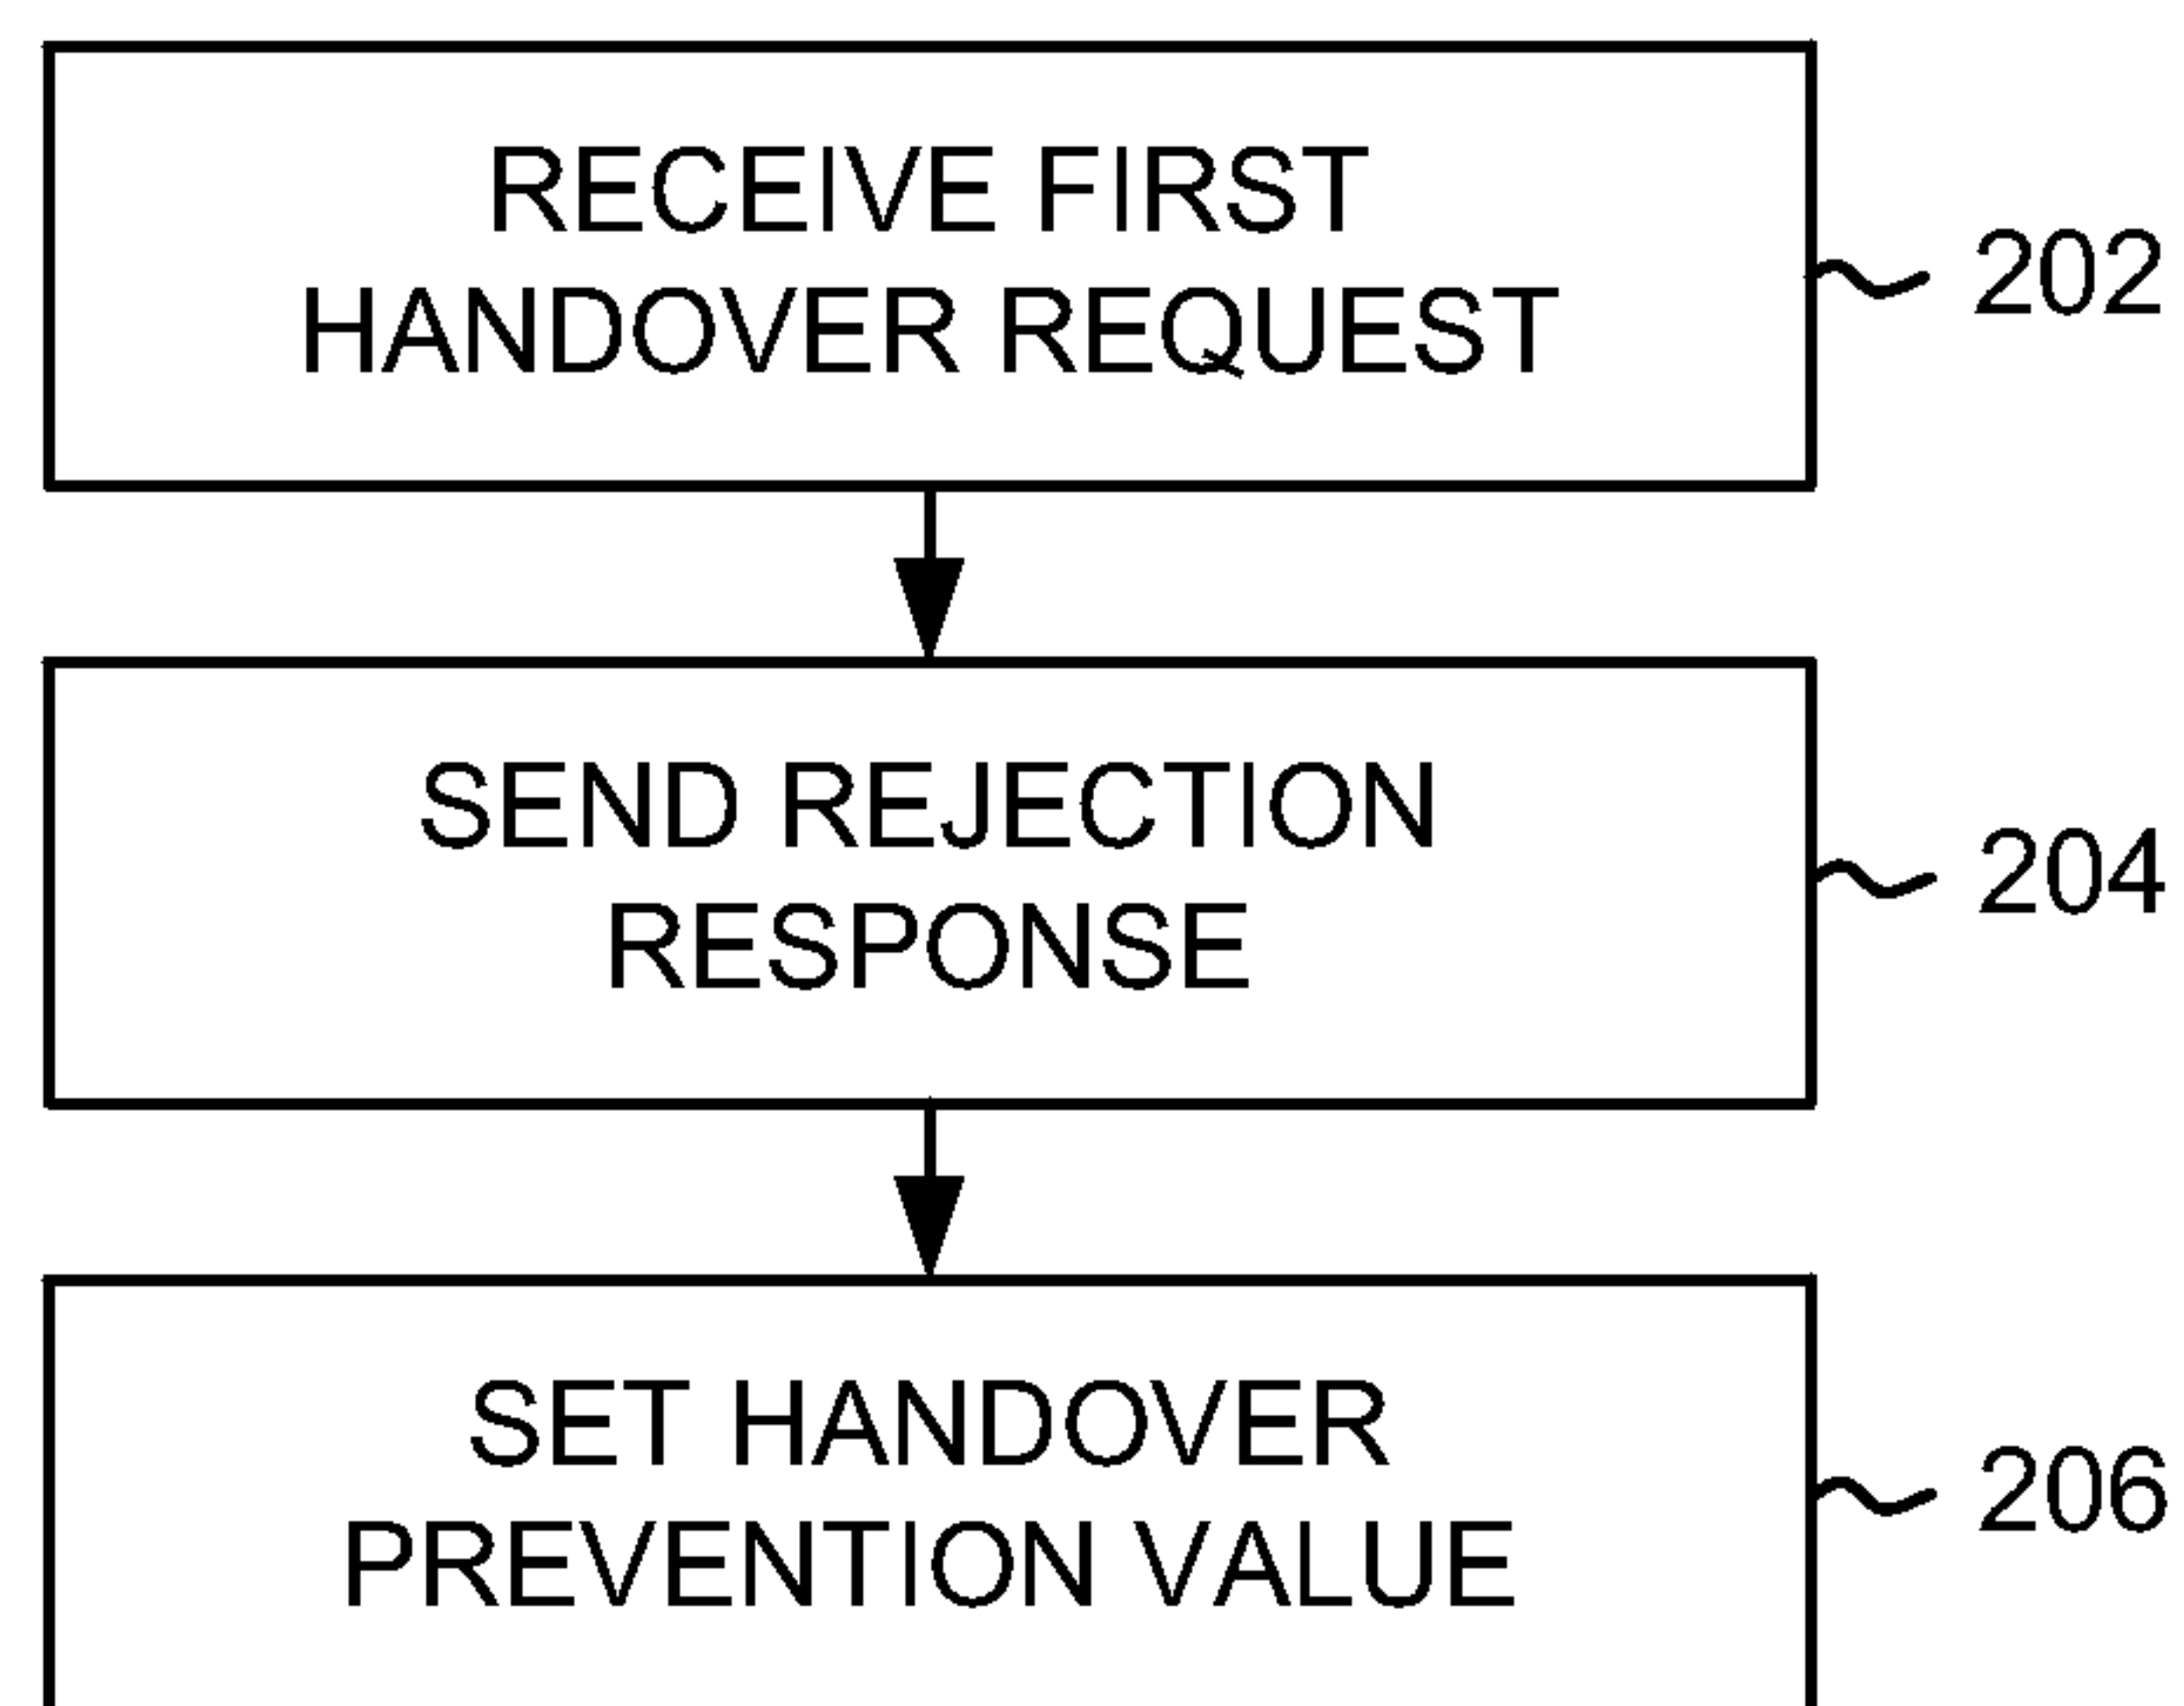 RECEIVE FIRST
HANDOVER REQUEST
202
SEND REJECTION
RESPONSE
204
SET HANDOVER
PREVENTION VALUE
206